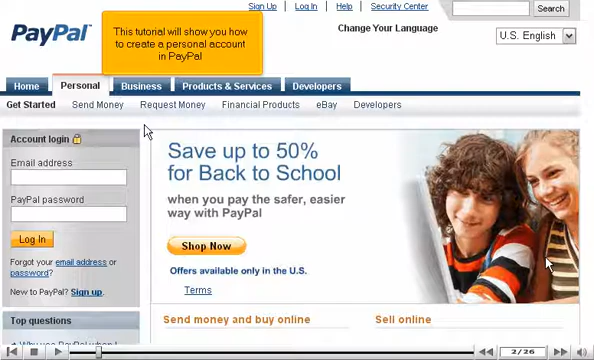 Sign Up | Log In | Help | Security Center
Search
PayPal
This tutorial will show you how
to create a personal account
in PayPal
Change Your Language
U.S. English
Home
Personal
Business
Products & Services
Developers
Get Started
Send Money
Request Money
Financial Products
eBay
Developers
Account login
Email address
PayPal password
Log In
Forgot your email address or
password?
New to PayPal? Sign up.
Top questions
Save up to 50%
for Back to School
when you pay the safer, easier
way with PayPal
Shop Now
Offers available only in the U.S.
Terms
Send money and buy online
Sell online
2/26